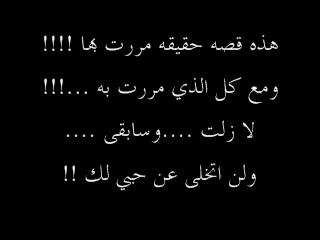 هذه قصه حقيقه مررت بها !!!!
ومع كل الذي مررت به ...!!!
لا زلت ....وسابقى ....
ولن اتخلى عن حبي لك !!